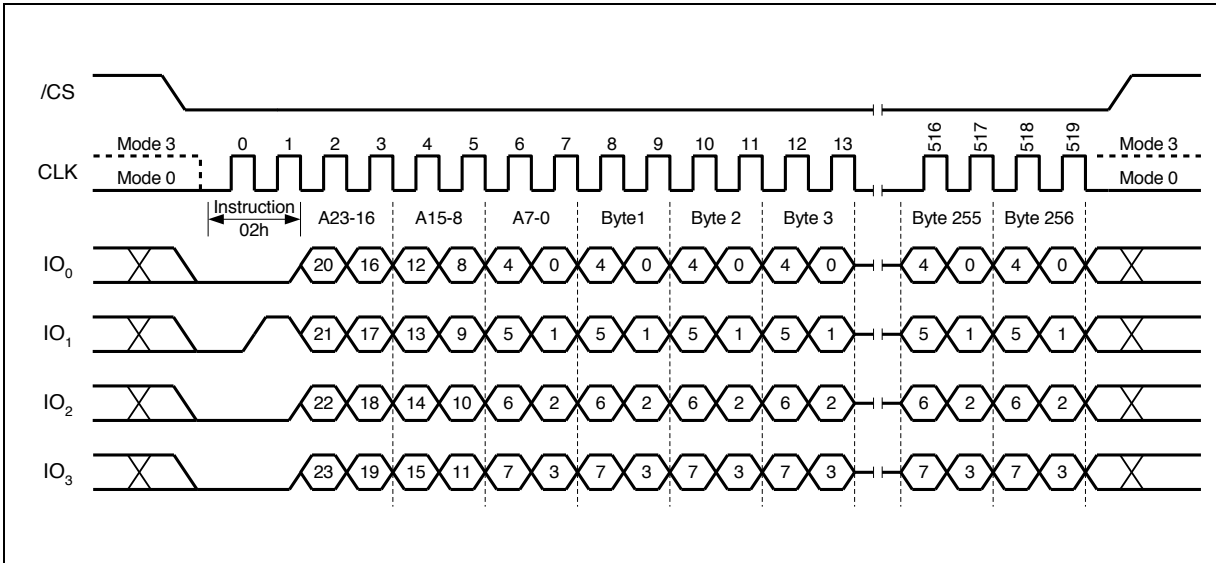 /CS
Mode 3 0 1 2 3 4 5 6 7 8 9 10 11 12 13 516 517 518 519 Mode 3
CLK Mode 0 Mode 0
Instruction A23-16 A15-8 A7-0 Byte1 Byte 2 Byte 3 Byte 255 Byte 256
02h
IO0 20 16 12 8 4 0 4 0 4 0 4 0 4 0 4 0
IO1 21 17 13 9 5 1 5 1 5 1 5 1 5 1 5 1
IO2 22 18 14 10 6 2 6 2 6 2 6 2 6 2 6 2
IO3 23 19 15 11 7 3 7 3 7 3 7 3 7 3 7 3